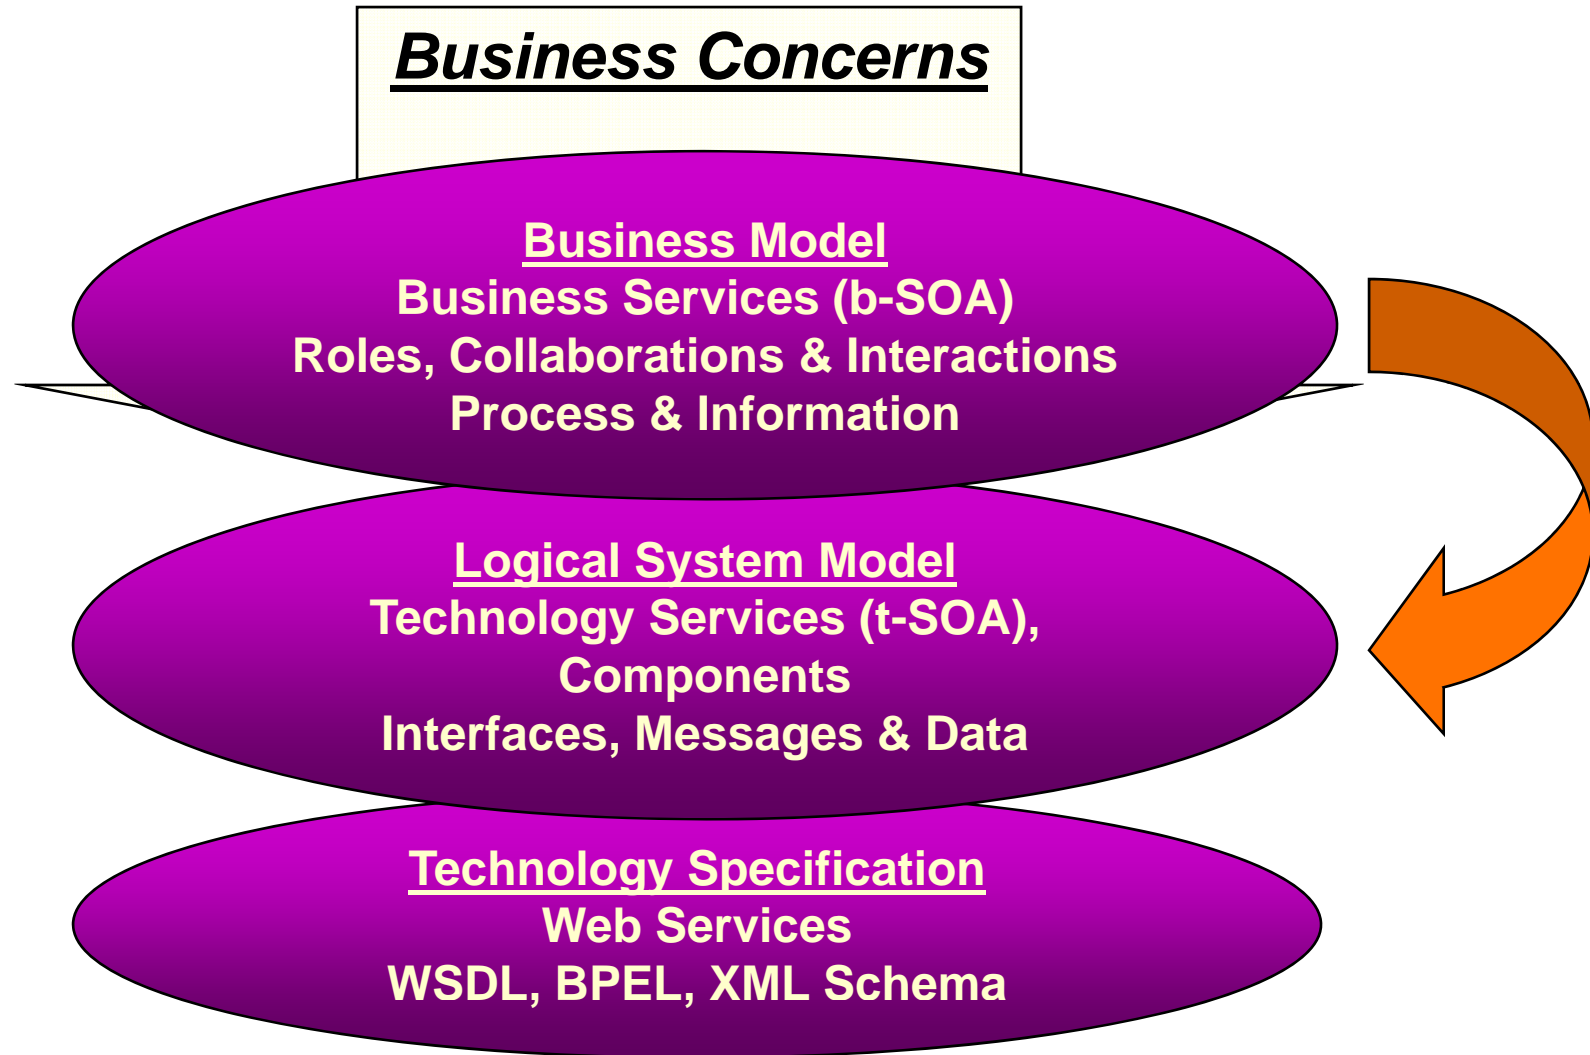 Business Concerns
Business Model
Business Services (b-SOA)
Roles, Collaborations & Interactions
Process & Information
Logical System Model
Technology Services (t-SOA),
Components
Interfaces, Messages & Data
Technology Specification
Web Services
WSDL, BPEL, XML Schema